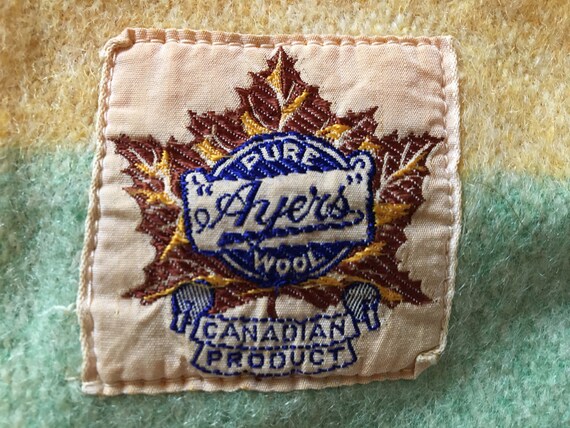 PURE
"Ayers"
WOOL
CANADIAN
PRODUCT